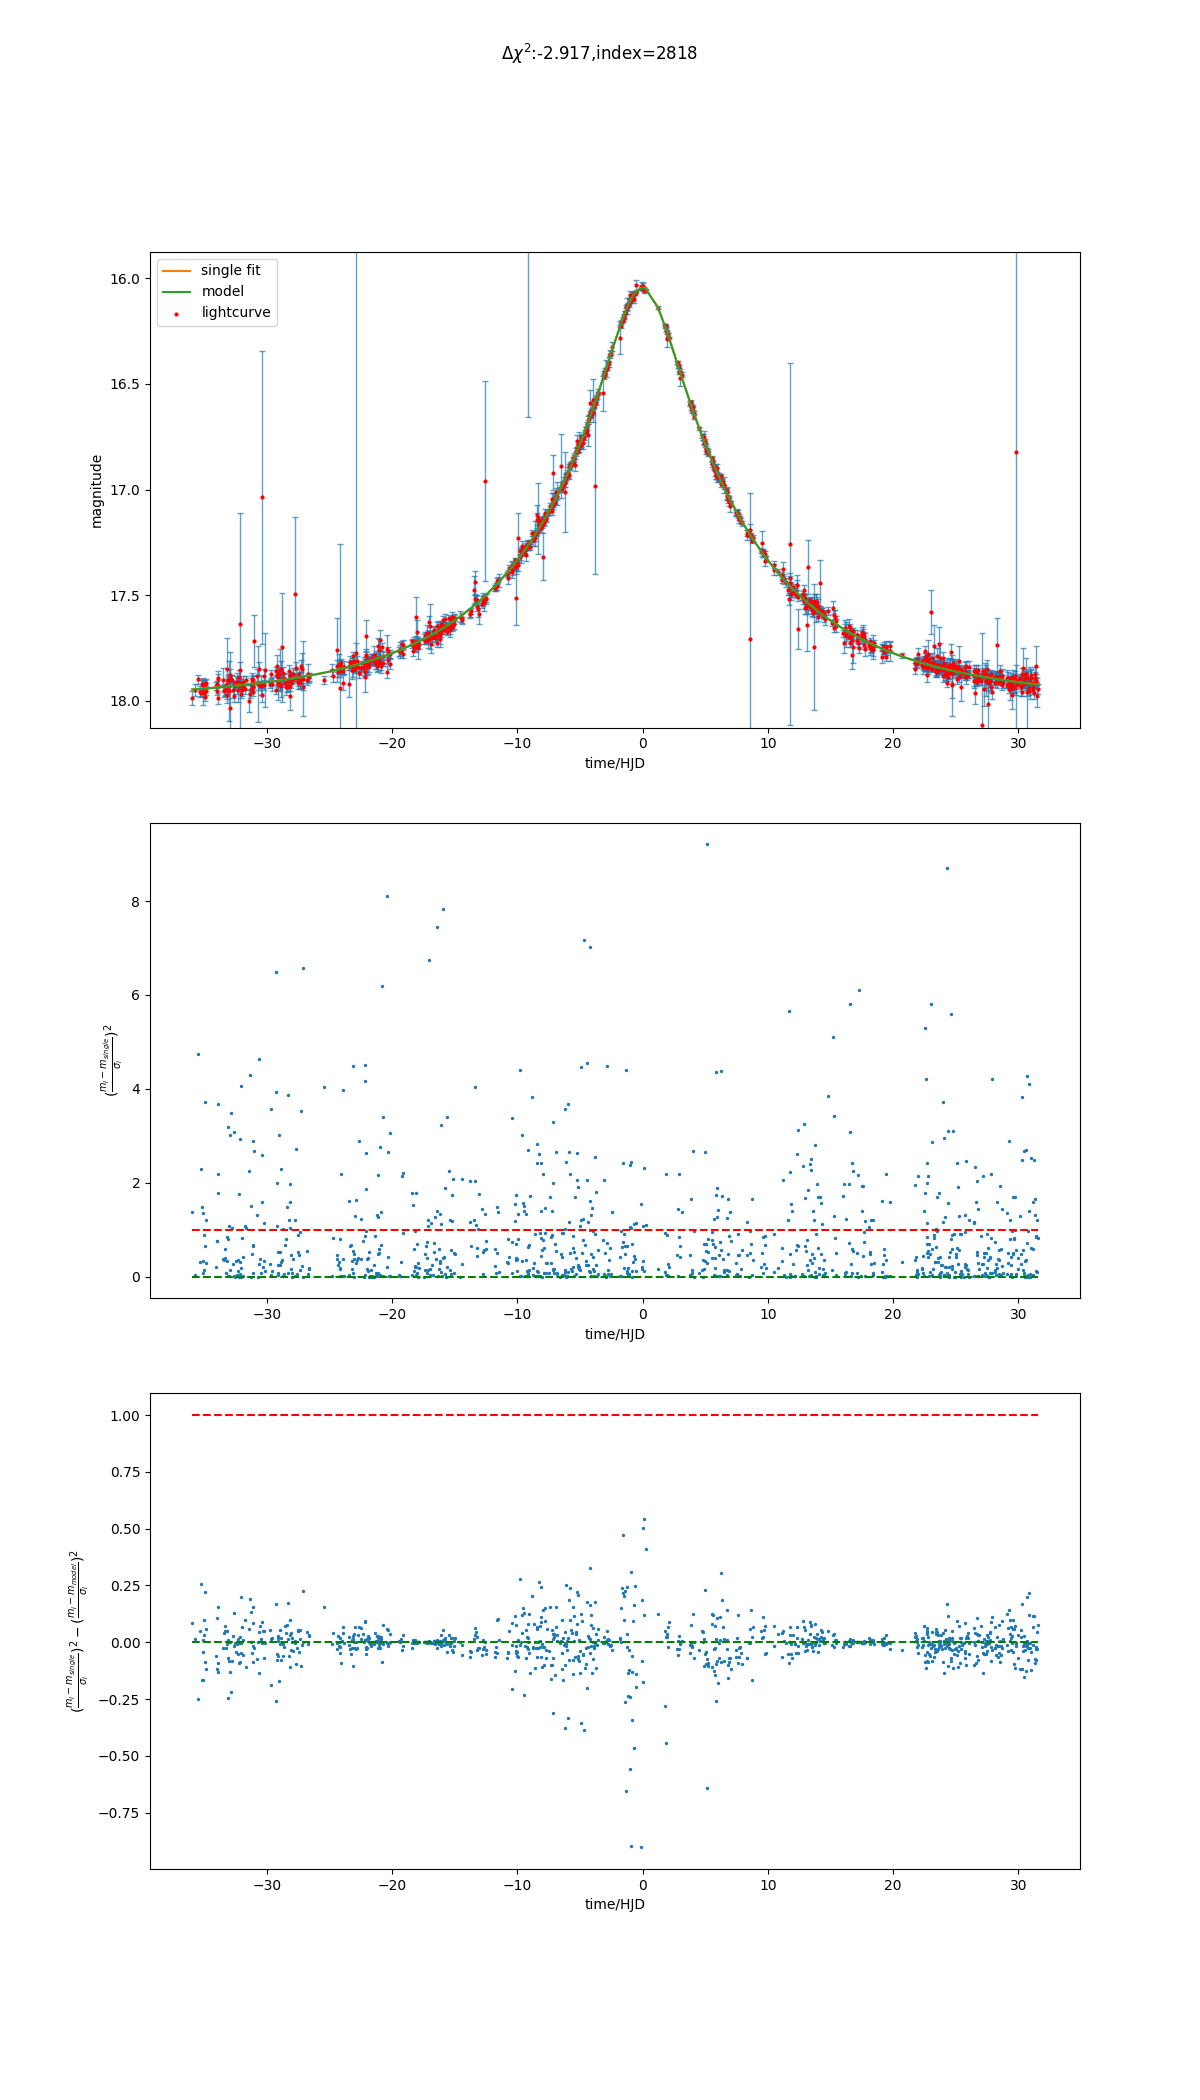 Δχ²:-2.917,index=2818
single fit
model
lightcurve
16.0
16.5
17.0
17.5
18.0
magnitude
−30 −20 −10 0 10 20 30
time/HJD
8
6
4
2
0
(m_i − m_single / σ_i)²
−30 −20 −10 0 10 20 30
time/HJD
1.00
0.75
0.50
0.25
0.00
−0.25
−0.50
−0.75
(m_i − m_single / σ_i)² − (m_i − m_model / σ_i)²
−30 −20 −10 0 10 20 30
time/HJD